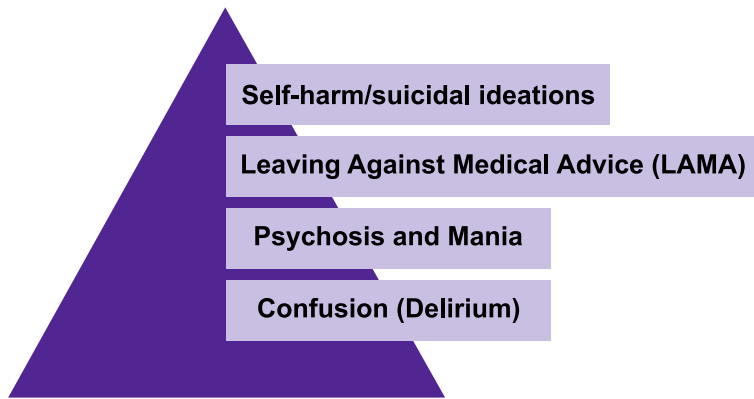 Self-harm/suicidal ideations
Leaving Against Medical Advice (LAMA)
Psychosis and Mania
Confusion (Delirium)